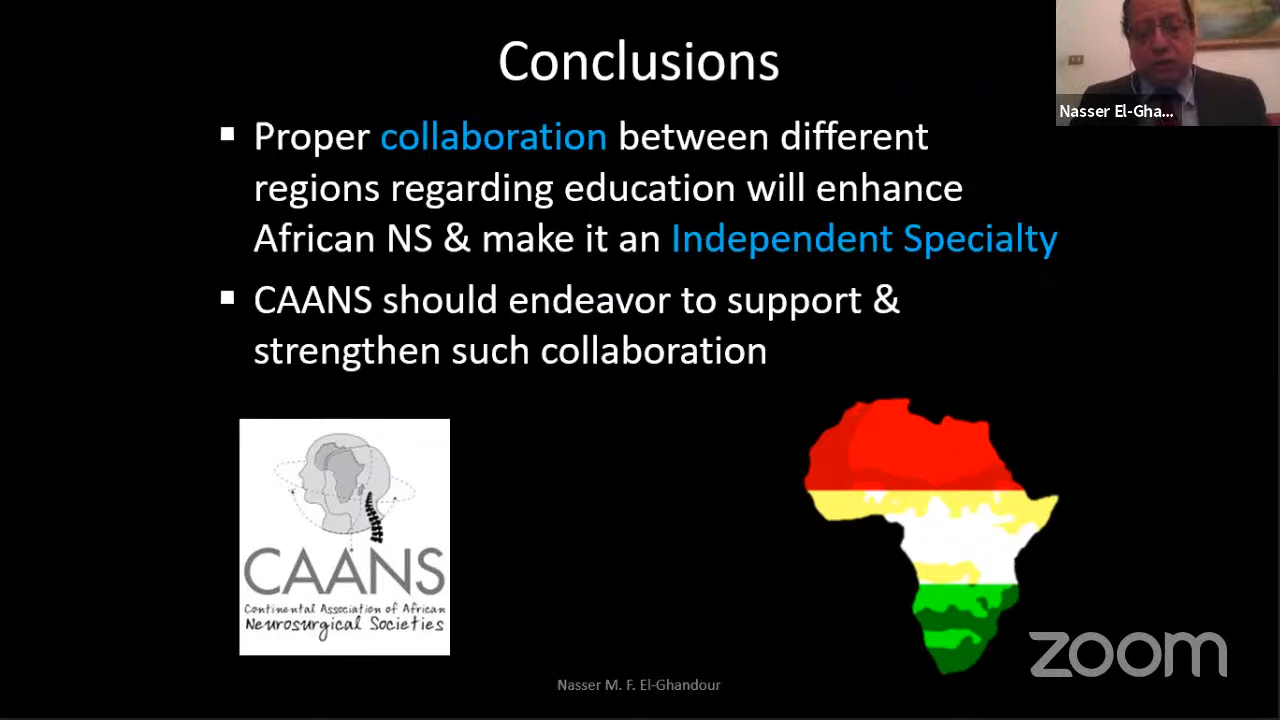 Conclusions
Nasser El-Gha...
▪ Proper collaboration between different
regions regarding education will enhance
African NS & make it an Independent Specialty
▪ CAANS should endeavor to support &
strengthen such collaboration
CAANS
Continental Association of African
Neurosurgical Societies
zoom
Nasser M. F. El-Ghandour